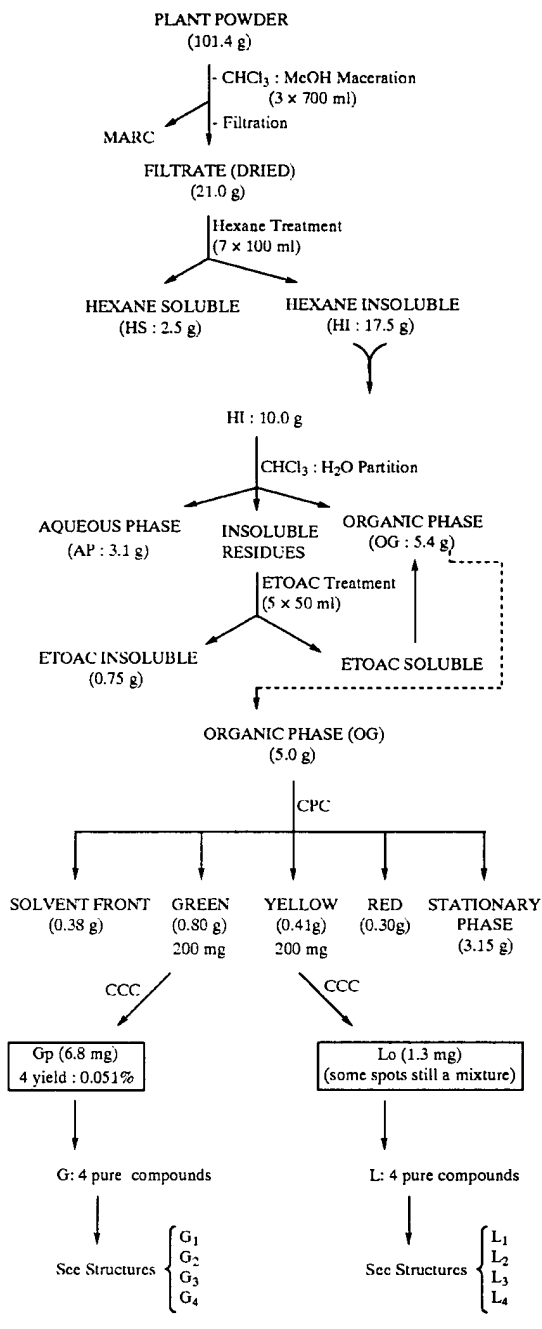 PLANT POWDER
(101.4 g)
- CHCl3 : MeOH Maceration
(3 × 700 ml)
- Filtration
MARC
FILTRATE (DRIED)
(21.0 g)
Hexane Treatment
(7 × 100 ml)
HEXANE SOLUBLE
(HS : 2.5 g)
HEXANE INSOLUBLE
(HI : 17.5 g)
HI : 10.0 g
CHCl3 : H2O Partition
AQUEOUS PHASE
(AP : 3.1 g)
INSOLUBLE
RESIDUES
ORGANIC PHASE
(OG : 5.4 g)
ETOAC Treatment
(5 × 50 ml)
ETOAC INSOLUBLE
(0.75 g)
ETOAC SOLUBLE
ORGANIC PHASE (OG)
(5.0 g)
CPC
SOLVENT FRONT
(0.38 g)
GREEN
(0.80 g)
200 mg
YELLOW
(0.41g)
200 mg
RED
(0.30g)
STATIONARY
PHASE
(3.15 g)
CCC
CCC
Gp (6.8 mg)
4 yield : 0.051%
Lo (1.3 mg)
(some spots still a mixture)
G: 4 pure compounds
L: 4 pure compounds
See Structures
G1
G2
G3
G4
See Structures
L1
L2
L3
L4